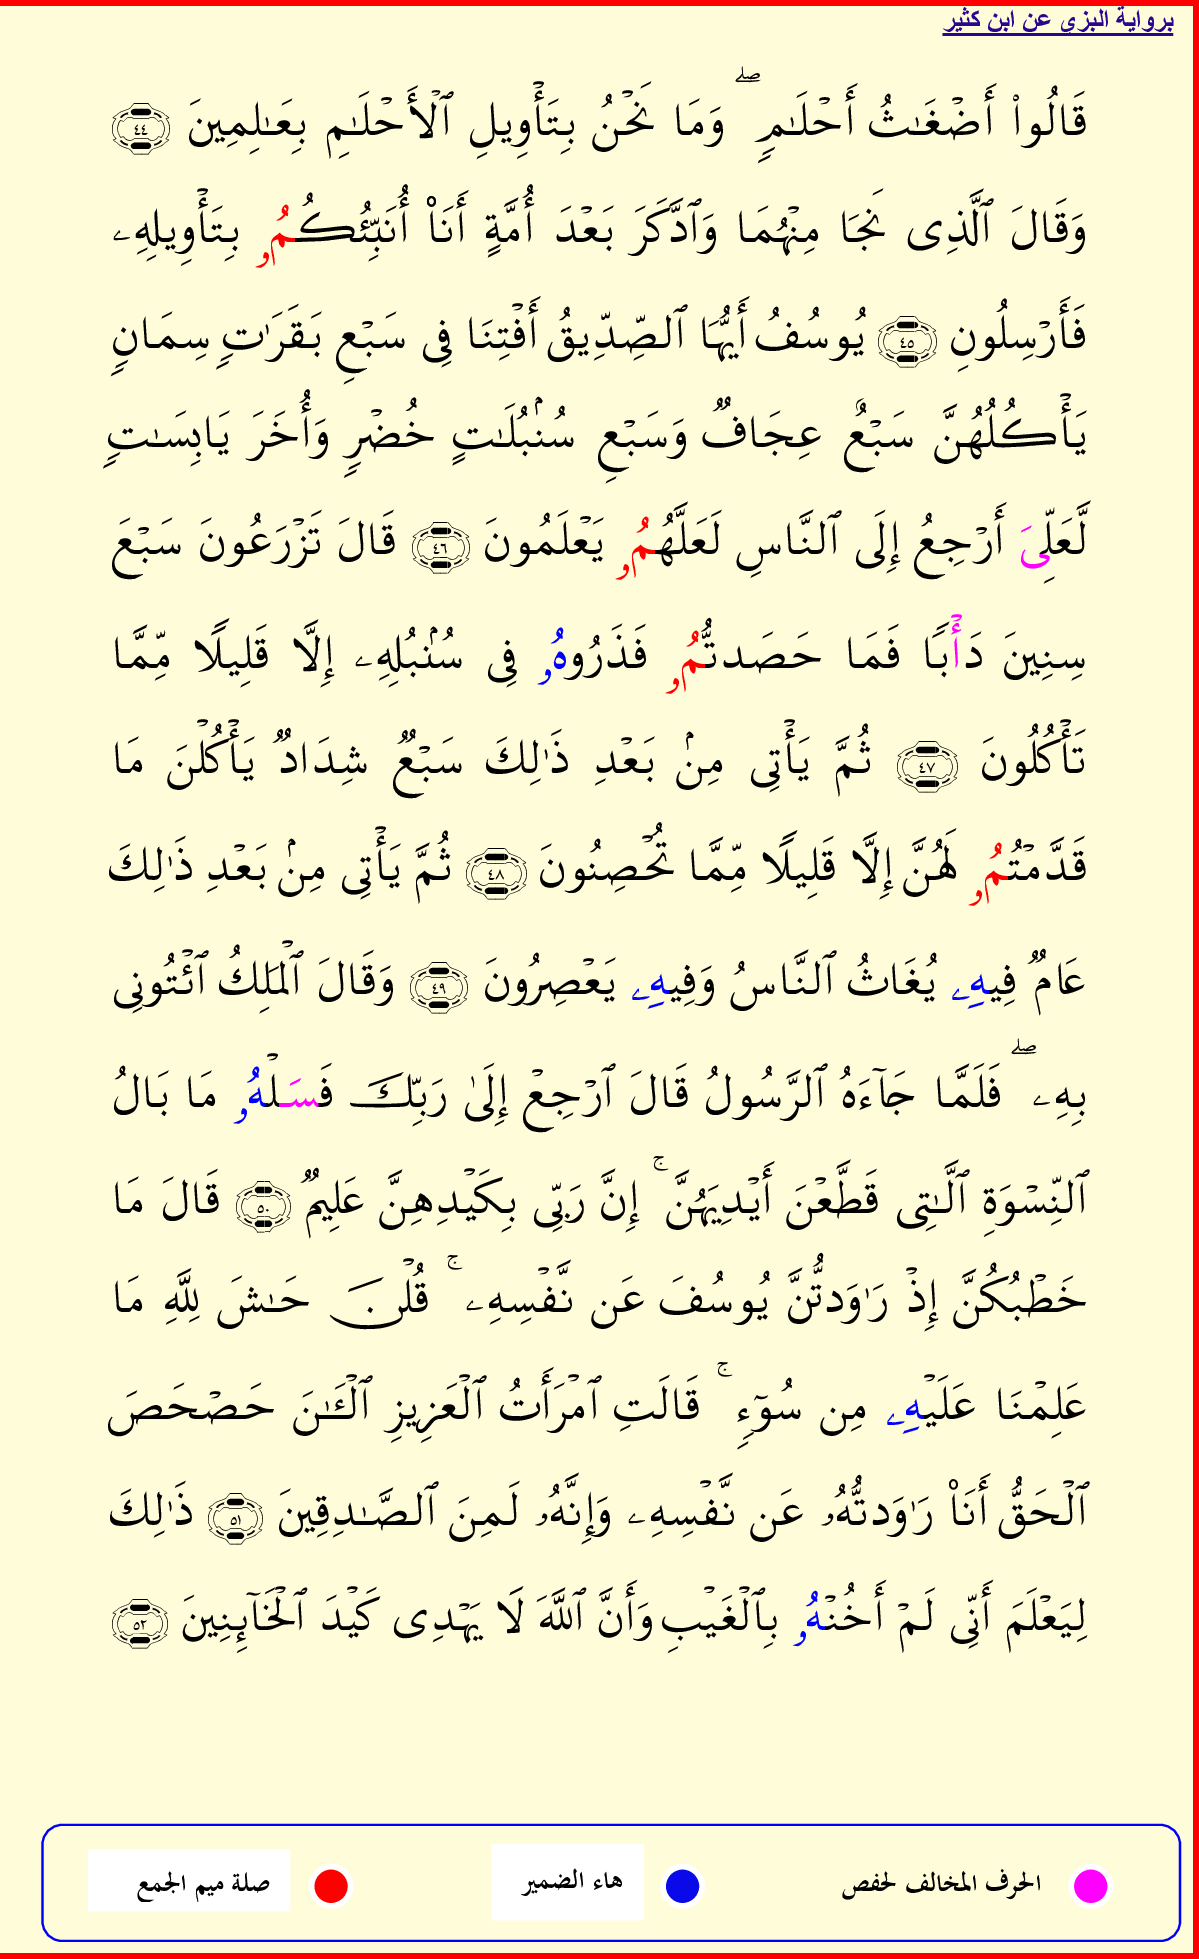 برواية البزي عن ابن كثير
قَالُوا۟ أَضْغَـٰثُ أَحْلَـٰمٍ ۖ وَمَا نَحْنُ بِتَأْوِيلِ ٱلْأَحْلَـٰمِ بِعَـٰلِمِينَ ٤٤
وَقَالَ ٱلَّذِى نَجَا مِنْهُمَا وَٱدَّكَرَ بَعْدَ أُمَّةٍ أَنَا۠ أُنَبِّئُكُمُۥ بِتَأْوِيلِهِۦ
فَأَرْسِلُونِ ٤٥ يُوسُفُ أَيُّهَا ٱلصِّدِّيقُ أَفْتِنَا فِى سَبْعِ بَقَرَٰتٍ سِمَانٍ
يَأْكُلُهُنَّ سَبْعٌ عِجَافٌ وَسَبْعِ سُنۢبُلَـٰتٍ خُضْرٍ وَأُخَرَ يَابِسَـٰتٍ
لَّعَلِّىَ أَرْجِعُ إِلَى ٱلنَّاسِ لَعَلَّهُمُۥ يَعْلَمُونَ ٤٦ قَالَ تَزْرَعُونَ سَبْعَ
سِنِينَ دَأْبًا فَمَا حَصَدتُّمُۥ فَذَرُوهُۥ فِى سُنۢبُلِهِۦ إِلَّا قَلِيلًا مِّمَّا
تَأْكُلُونَ ٤٧ ثُمَّ يَأْتِى مِنۢ بَعْدِ ذَٰلِكَ سَبْعٌ شِدَادٌ يَأْكُلْنَ مَا
قَدَّمْتُمُۥ لَهُنَّ إِلَّا قَلِيلًا مِّمَّا تُحْصِنُونَ ٤٨ ثُمَّ يَأْتِى مِنۢ بَعْدِ ذَٰلِكَ
عَامٌ فِيهِۦ يُغَاثُ ٱلنَّاسُ وَفِيهِۦ يَعْصِرُونَ ٤٩ وَقَالَ ٱلْمَلِكُ ٱئْتُونِى
بِهِۦ ۖ فَلَمَّا جَآءَهُ ٱلرَّسُولُ قَالَ ٱرْجِعْ إِلَىٰ رَبِّكَ فَسَلْهُۥ مَا بَالُ
ٱلنِّسْوَةِ ٱلَّـٰتِى قَطَّعْنَ أَيْدِيَهُنَّ ۚ إِنَّ رَبِّى بِكَيْدِهِنَّ عَلِيمٌ ٥٠ قَالَ مَا
خَطْبُكُنَّ إِذْ رَٰوَدتُّنَّ يُوسُفَ عَن نَّفْسِهِۦ ۚ قُلْنَ حَـٰشَ لِلَّهِ مَا
عَلِمْنَا عَلَيْهِۦ مِن سُوٓءٍ ۚ قَالَتِ ٱمْرَأَتُ ٱلْعَزِيزِ ٱلْـَٔـٰنَ حَصْحَصَ
ٱلْحَقُّ أَنَا۠ رَٰوَدتُّهُۥ عَن نَّفْسِهِۦ وَإِنَّهُۥ لَمِنَ ٱلصَّـٰدِقِينَ ٥١ ذَٰلِكَ
لِيَعْلَمَ أَنِّى لَمْ أَخُنْهُۥ بِٱلْغَيْبِ وَأَنَّ ٱللَّهَ لَا يَهْدِى كَيْدَ ٱلْخَآئِنِينَ ٥٢
الحرف المخالف لحفص هاء الضمير صلة ميم الجمع